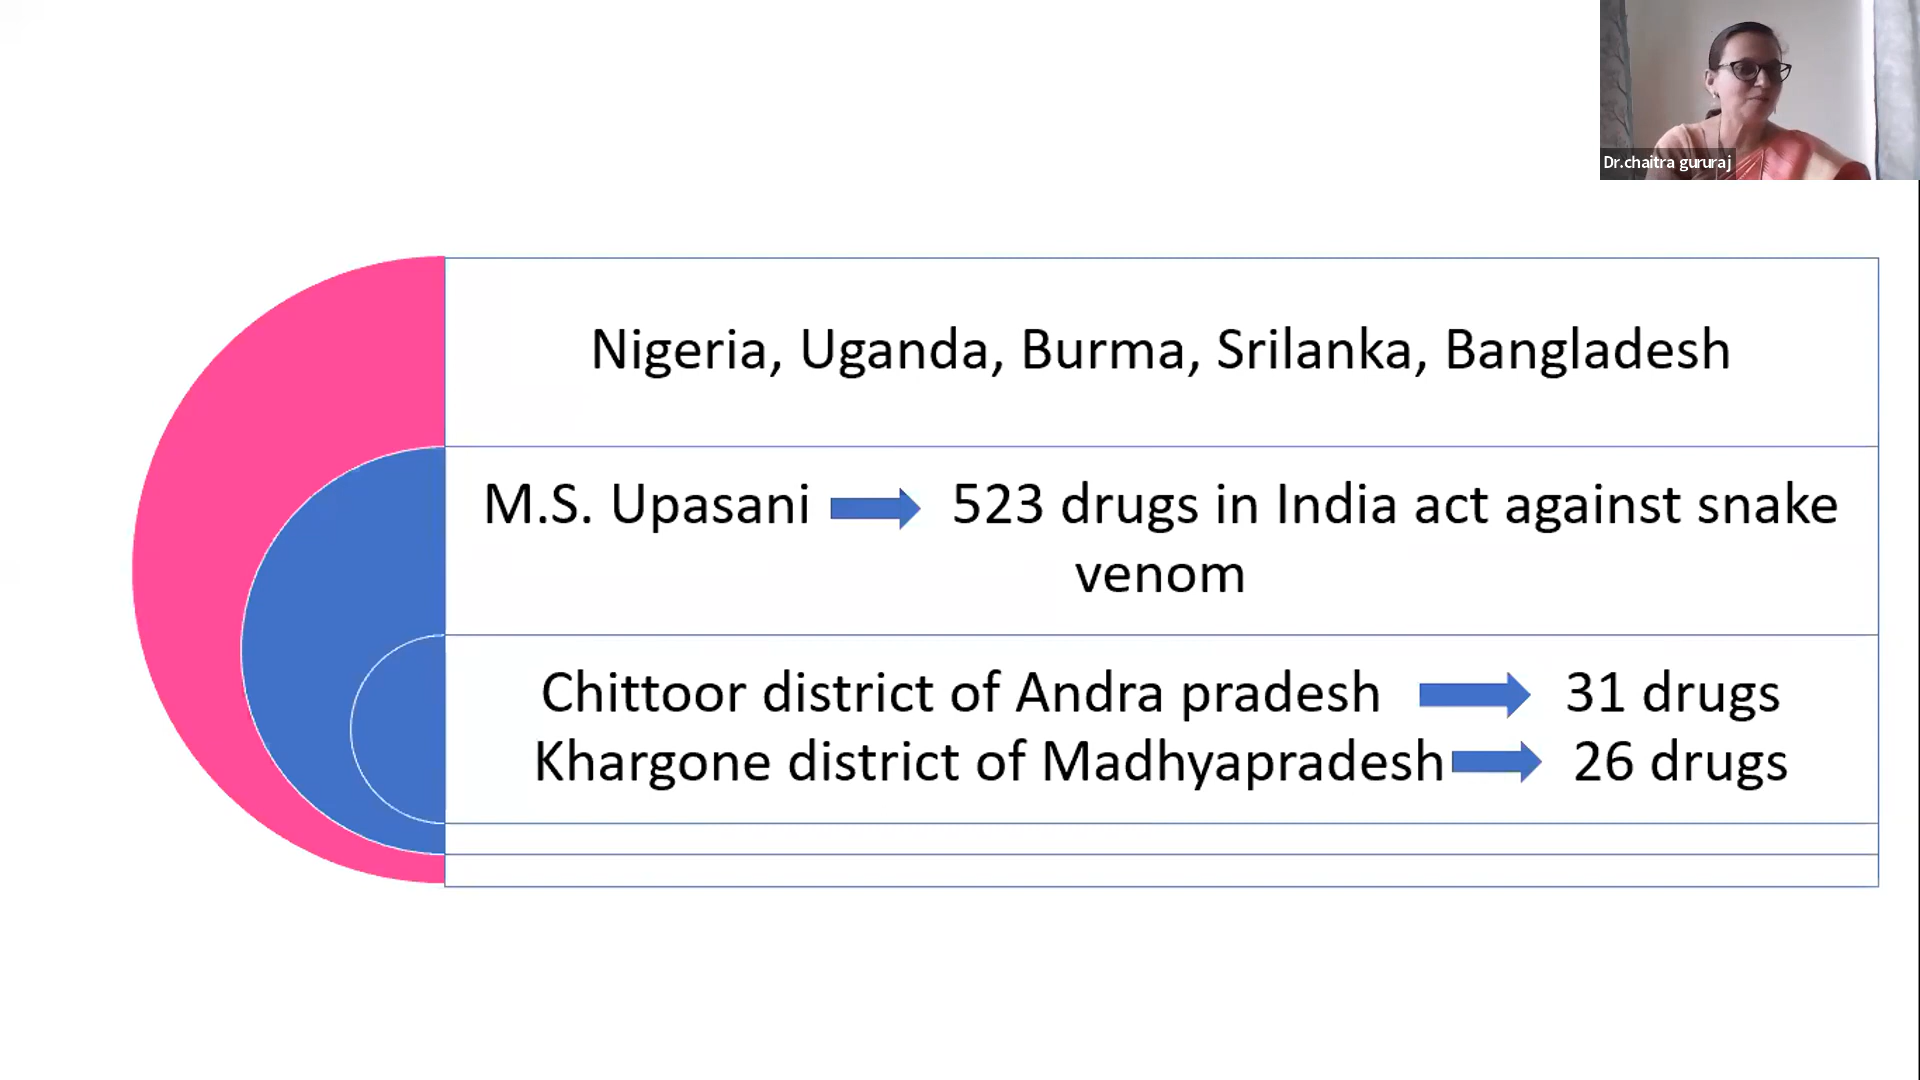 Dr.chaitra gururaj
Nigeria, Uganda, Burma, Srilanka, Bangladesh
M.S. Upasani 523 drugs in India act against snake
venom
Chittoor district of Andra pradesh 31 drugs
Khargone district of Madhyapradesh 26 drugs